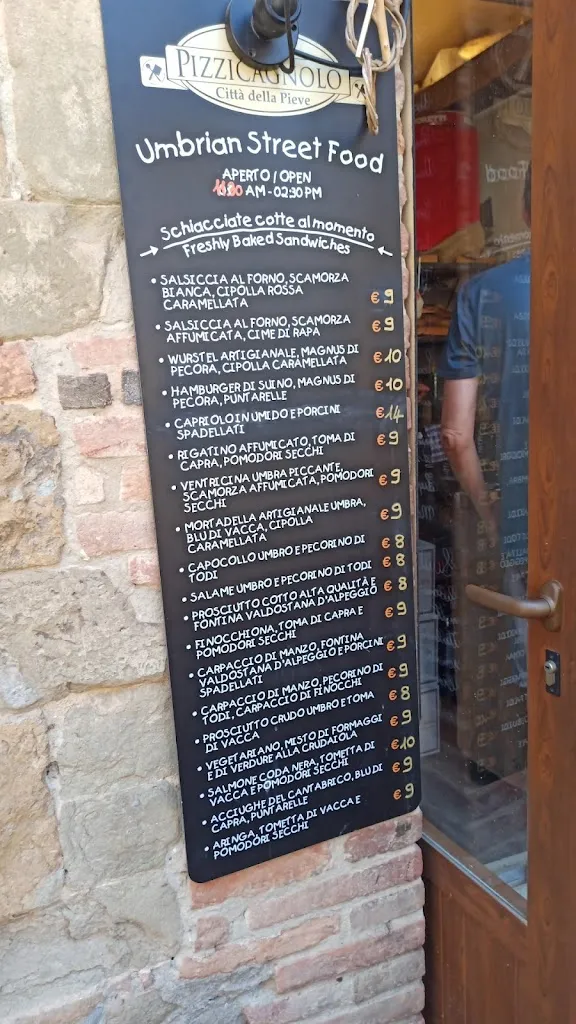 PIZZICAGNOLO
Città della Pieve
Umbrian Street Food
APERTO / OPEN
AM - 02:30 PM
Schiacciate cotte al momento
Freshly Baked Sandwiches
• SALSICCIA AL FORNO, SCAMORZA
BIANCA, CIPOLLA ROSSA
CARAMELLATA € 9
• SALSICCIA AL FORNO, SCAMORZA
AFFUMICATA, CIME DI RAPA € 9
• WURSTEL ARTIGIANALE, MAGNUS DI
PECORA, CIPOLLA CARAMELLATA € 10
• HAMBURGER DI SUINO, MAGNUS DI
PECORA, PUNTARELLE € 10
• CAPRIOLO IN UMIDO E PORCINI
SPADELLATI € 14
• RIGATINO AFFUMICATO, TOMA DI
CAPRA, POMODORI SECCHI € 9
• VENTRICINA UMBRA PICCANTE,
SCAMORZA AFFUMICATA, POMODORI
SECCHI € 9
• MORTADELLA ARTIGIANALE UMBRA,
BLU DI VACCA, CIPOLLA
CARAMELLATA € 9
• CAPOCOLLO UMBRO E PECORINO DI
TODI € 8
• SALAME UMBRO E PECORINO DI TODI € 8
• PROSCIUTTO COTTO ALTA QUALITÀ E
FONTINA VALDOSTANA D'ALPEGGIO € 8
• FINOCCHIONA, TOMA DI CAPRA E
POMODORI SECCHI € 9
• CARPACCIO DI MANZO, FONTINA
VALDOSTANA D'ALPEGGIO E PORCINI
SPADELLATI € 9
• CARPACCIO DI MANZO, PECORINO DI
TODI, CARPACCIO DI FINOCCHI € 9
• PROSCIUTTO CRUDO UMBRO E TOMA
DI VACCA € 8
• VEGETARIANO, MISTO DI FORMAGGI
E DI VERDURE ALLA CRUDAIOLA € 9
• SALMONE CODA NERA, TOMETTA DI
VACCA E POMODORI SECCHI € 10
• ACCIUGHE DEL CANTABRICO, BLU DI
CAPRA, PUNTARELLE € 9
• ARINGA, TOMETTA DI VACCA E
POMODORI SECCHI € 9